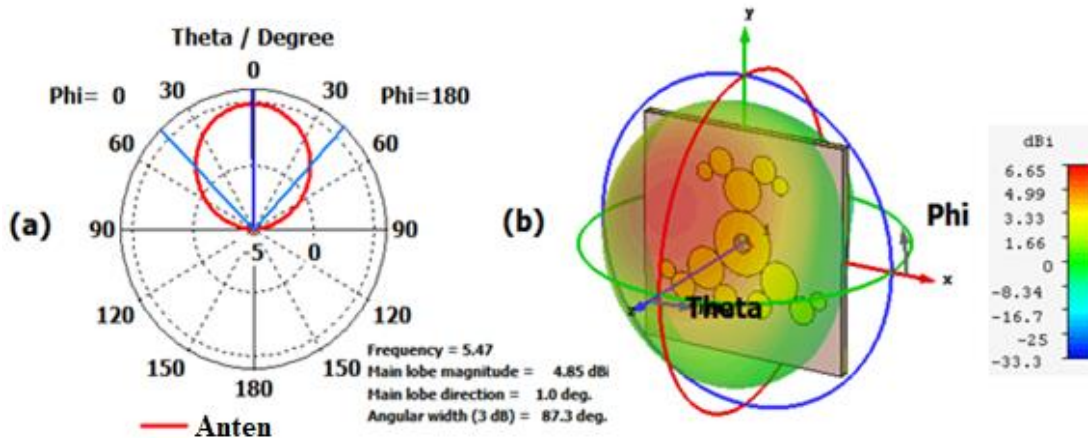 Theta / Degree
0
Phi= 0 30 30 Phi=180
60 60
(a) 90 90
5 0
120 120
150 150
180
Frequency = 5.47
Main lobe magnitude = 4.85 dBi
Main lobe direction = 1.0 deg.
Angular width (3 dB) = 87.3 deg.
Anten
y
(b)
Phi
x
z
Theta
dBi
6.65
4.99
3.33
1.66
0
-8.34
-16.7
-25
-33.3